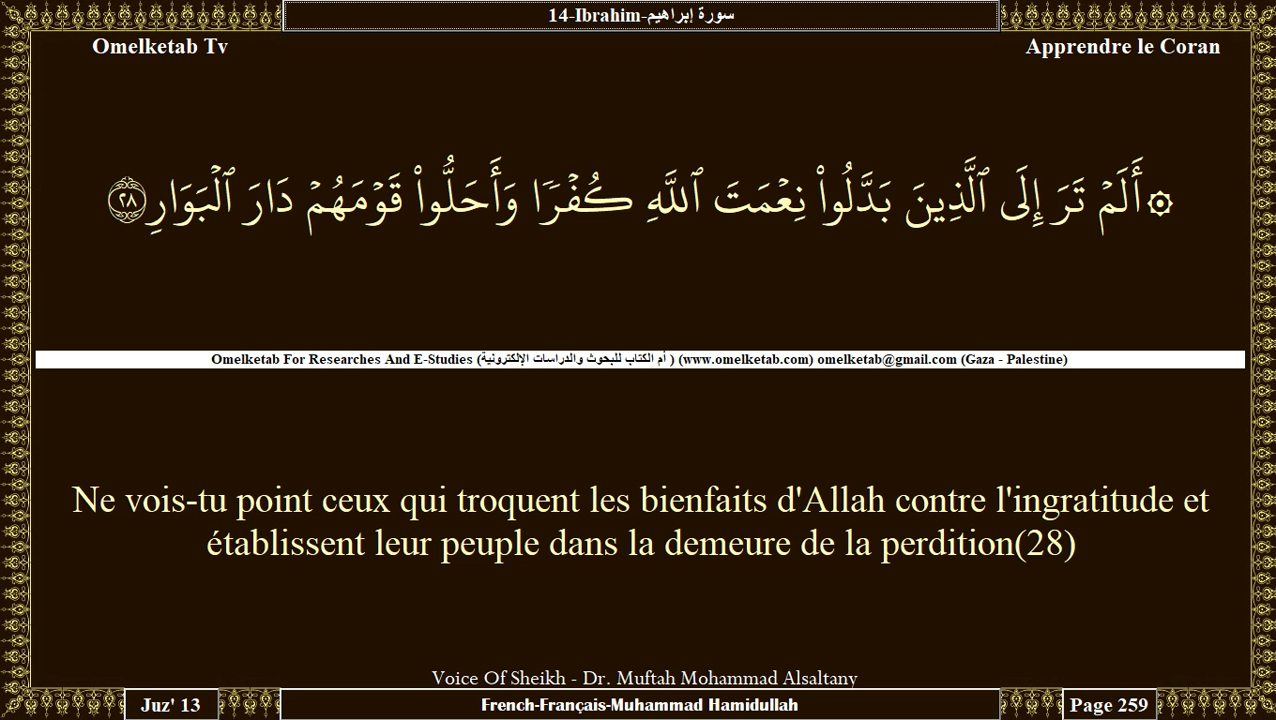 14-Ibrahim-سورة إبراهيم
Omelketab Tv
Apprendre le Coran
۞ أَلَمۡ تَرَ إِلَى ٱلَّذِينَ بَدَّلُواْ نِعۡمَتَ ٱللَّهِ كُفۡرٗا وَأَحَلُّواْ قَوۡمَهُمۡ دَارَ ٱلۡبَوَارِ ٢٨
Omelketab For Researches And E-Studies (أم الكتاب للبحوث والدراسات الإلكترونية ) (www.omelketab.com) omelketab@gmail.com (Gaza - Palestine)
Ne vois-tu point ceux qui troquent les bienfaits d'Allah contre l'ingratitude et
établissent leur peuple dans la demeure de la perdition(28)
Voice Of Sheikh - Dr. Muftah Mohammad Alsaltany
Juz' 13
French-Français-Muhammad Hamidullah
Page 259